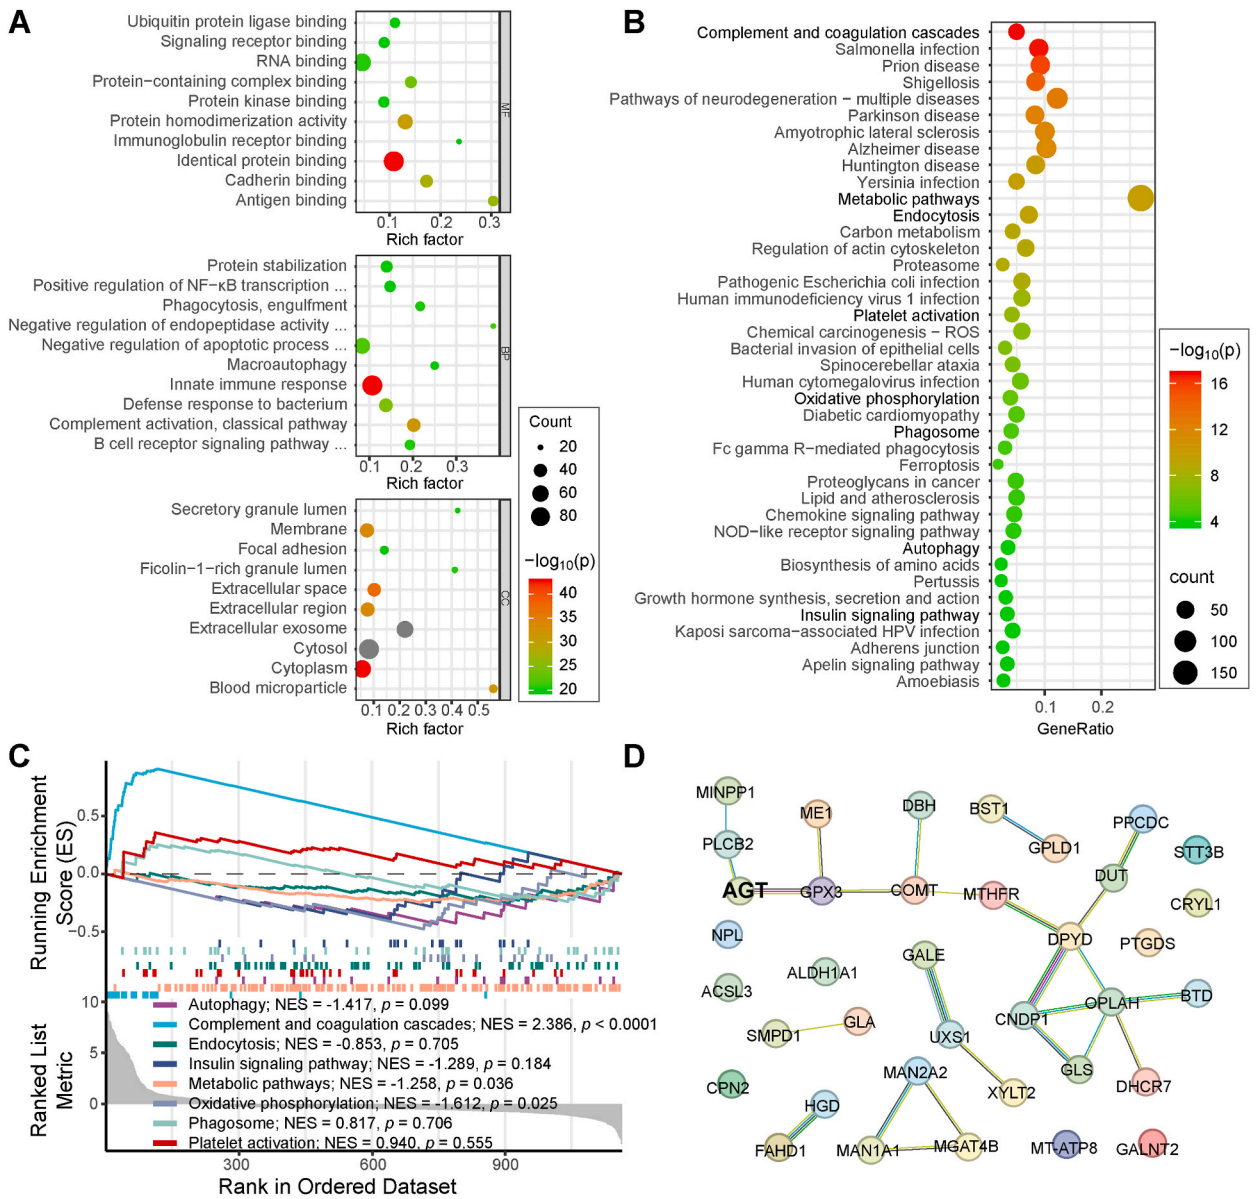 A
Ubiquitin protein ligase binding
Signaling receptor binding
RNA binding
Protein−containing complex binding
Protein kinase binding
Protein homodimerization activity
Immunoglobulin receptor binding
Identical protein binding
Cadherin binding
Antigen binding
MF
0.1 0.2 0.3
Rich factor
Protein stabilization
Positive regulation of NF−κB transcription ...
Phagocytosis, engulfment
Negative regulation of endopeptidase activity ...
Negative regulation of apoptotic process ...
Macroautophagy
Innate immune response
Defense response to bacterium
Complement activation, classical pathway
B cell receptor signaling pathway ...
BP
0.1 0.2 0.3
Rich factor
Secretory granule lumen
Membrane
Focal adhesion
Ficolin−1−rich granule lumen
Extracellular space
Extracellular region
Extracellular exosome
Cytosol
Cytoplasm
Blood microparticle
CC
0.1 0.2 0.3 0.4 0.5
Rich factor
Count
20
40
60
80
−log10(p)
40
35
30
25
20
B
Complement and coagulation cascades
Salmonella infection
Prion disease
Shigellosis
Pathways of neurodegeneration − multiple diseases
Parkinson disease
Amyotrophic lateral sclerosis
Alzheimer disease
Huntington disease
Yersinia infection
Metabolic pathways
Endocytosis
Carbon metabolism
Regulation of actin cytoskeleton
Proteasome
Pathogenic Escherichia coli infection
Human immunodeficiency virus 1 infection
Platelet activation
Chemical carcinogenesis − ROS
Bacterial invasion of epithelial cells
Spinocerebellar ataxia
Human cytomegalovirus infection
Oxidative phosphorylation
Diabetic cardiomyopathy
Phagosome
Fc gamma R−mediated phagocytosis
Ferroptosis
Proteoglycans in cancer
Lipid and atherosclerosis
Chemokine signaling pathway
NOD−like receptor signaling pathway
Autophagy
Biosynthesis of amino acids
Pertussis
Growth hormone synthesis, secretion and action
Insulin signaling pathway
Kaposi sarcoma−associated HPV infection
Adherens junction
Apelin signaling pathway
Amoebiasis
0.1 0.2
GeneRatio
−log10(p)
16
12
8
4
count
50
100
150
C
Running Enrichment
Score (ES)
0.5
0.0
−0.5
Ranked List
Metric
10
5
0
Autophagy; NES = -1.417, p = 0.099
Complement and coagulation cascades; NES = 2.386, p < 0.0001
Endocytosis; NES = -0.853, p = 0.705
Insulin signaling pathway; NES = -1.289, p = 0.184
Metabolic pathways; NES = -1.258, p = 0.036
Oxidative phosphorylation; NES = -1.612, p = 0.025
Phagosome; NES = 0.817, p = 0.706
Platelet activation; NES = 0.940, p = 0.555
300 600 900
Rank in Ordered Dataset
D
MINPP1
ME1
DBH
BST1
PPCDC
PLCB2
GPLD1
STT3B
DUT
AGT
GPX3
COMT
MTHFR
CRYL1
NPL
DPYD
PTGDS
GALE
ALDH1A1
ACSL3
OPLAH
BTD
CNDP1
SMPD1
GLA
UXS1
GLS
MAN2A2
DHCR7
CPN2
XYLT2
HGD
FAHD1
MAN1A1
MGAT4B
MT-ATP8
GALNT2